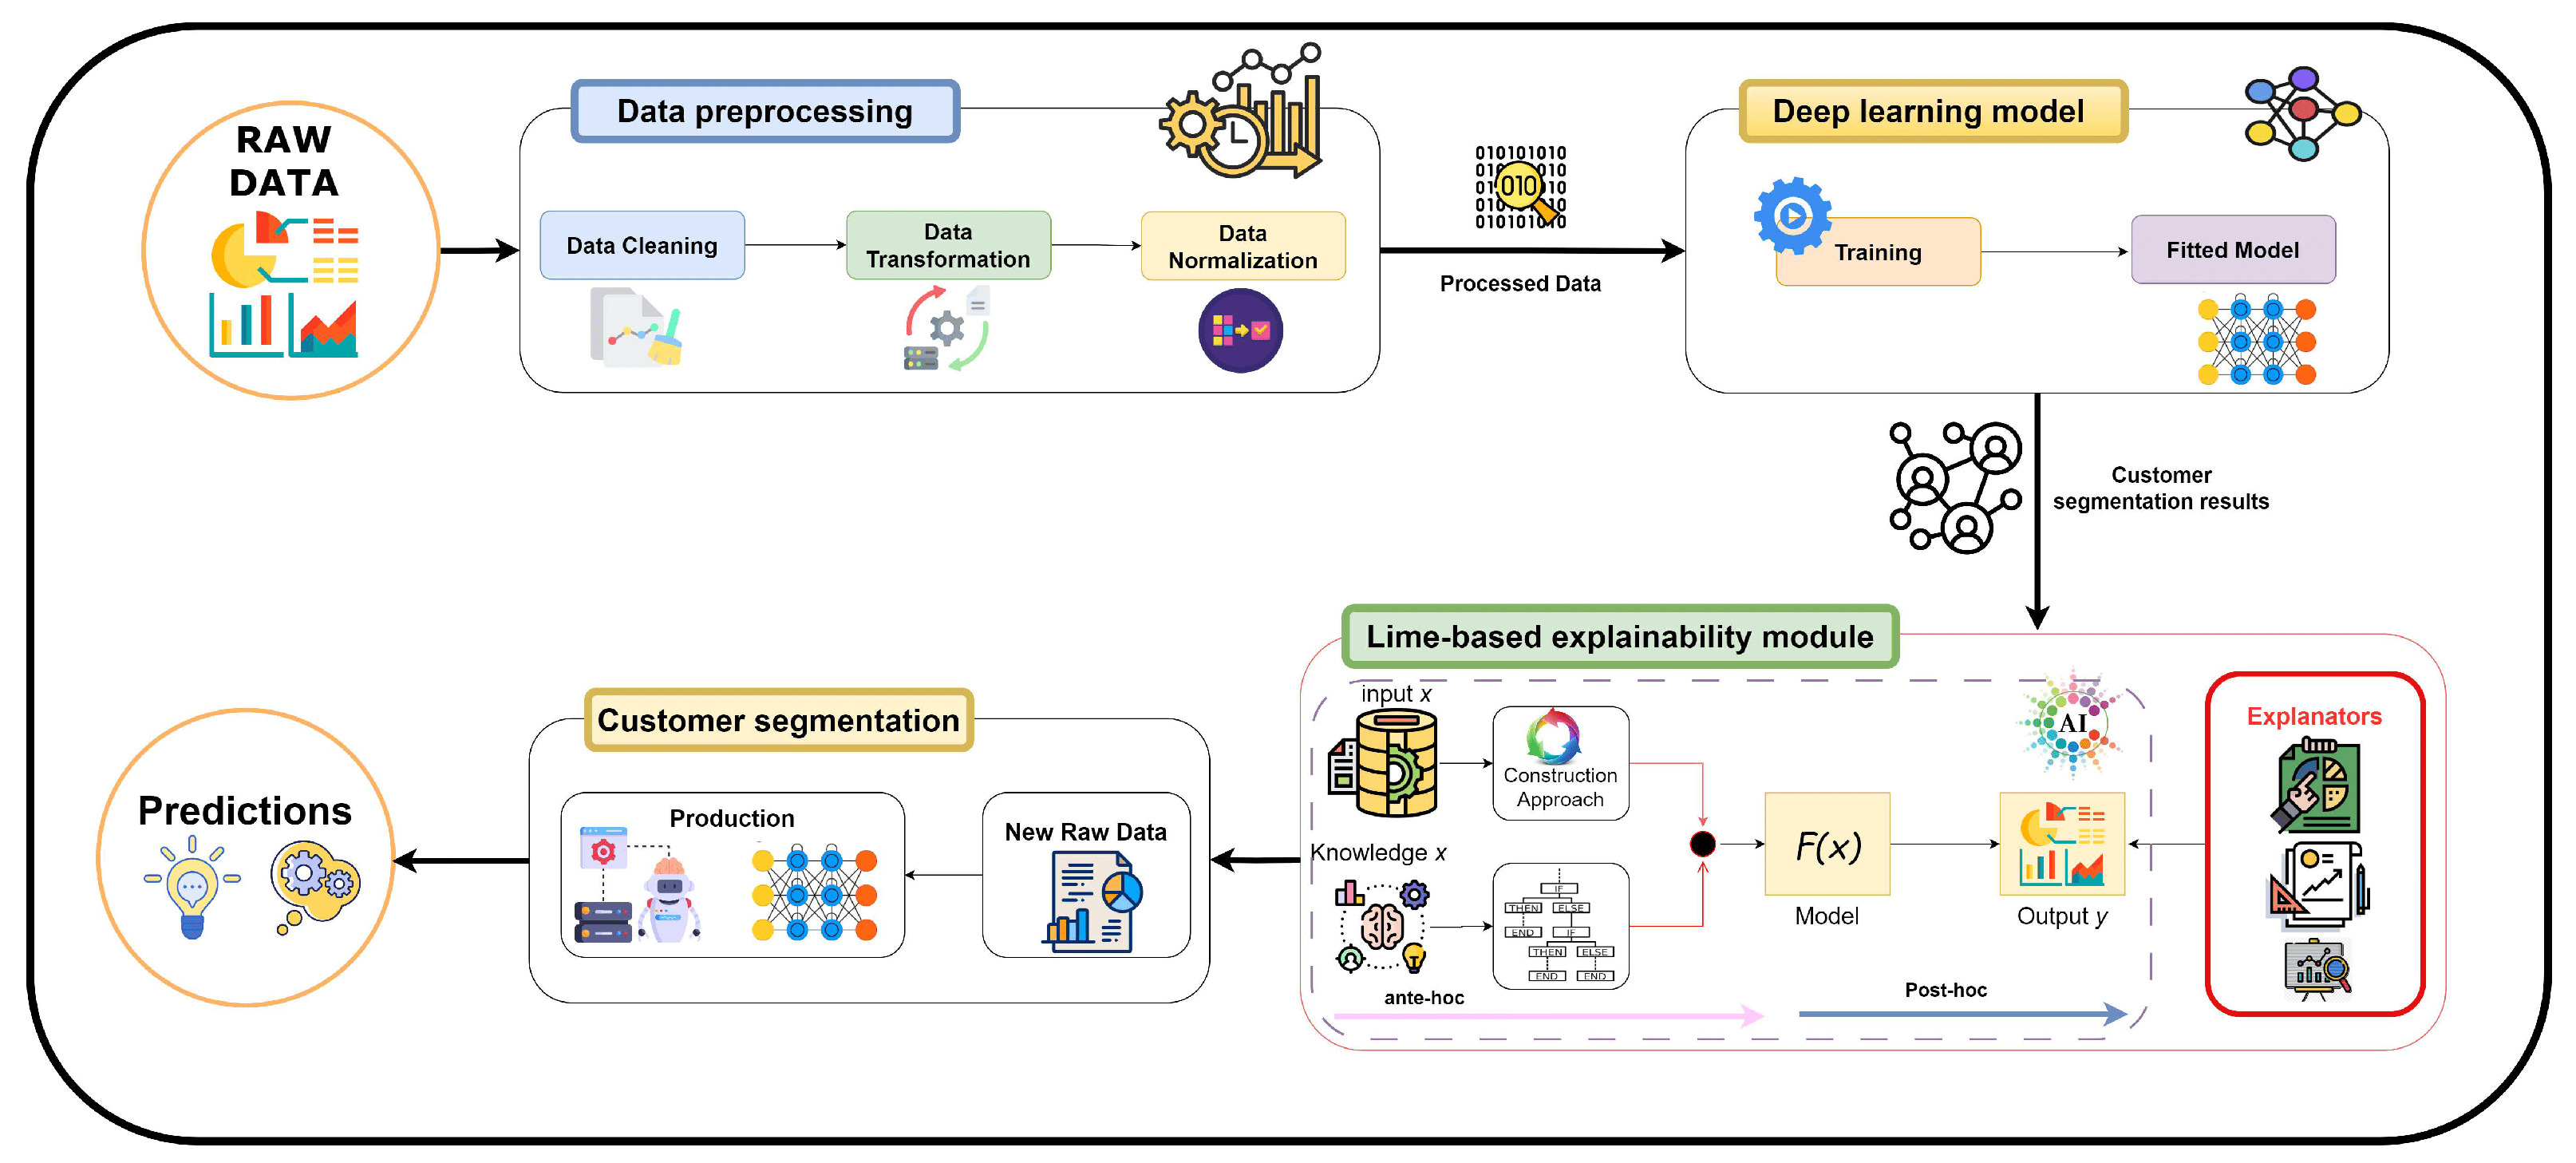 RAW
DATA
Data preprocessing
Data Cleaning
Data
Transformation
Data
Normalization
010101010
010
010101010
Processed Data
Deep learning model
Training
Fitted Model
Customer
segmentation results
Lime-based explainability module
input x
Construction
Approach
Knowledge x
IF
THEN
ELSE
END
IF
THEN
ELSE
END
END
ante-hoc
F(x)
Model
AI
Output y
Post-hoc
Explanators
Customer segmentation
Production
New Raw Data
Predictions